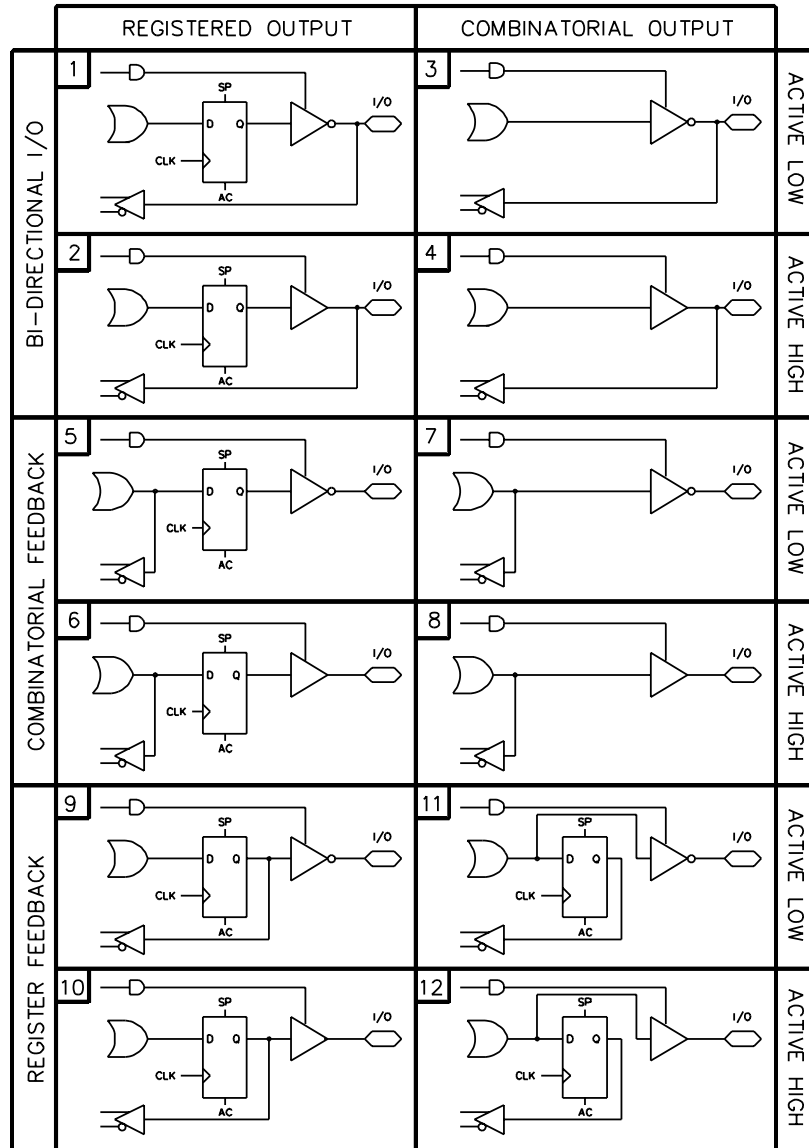 REGISTERED OUTPUT
COMBINATORIAL OUTPUT
BI-DIRECTIONAL I/O
1
SP
I/O
D Q
CLK
AC
3
I/O
ACTIVE LOW
2
SP
I/O
D Q
CLK
AC
4
I/O
ACTIVE HIGH
COMBINATORIAL FEEDBACK
5
SP
I/O
D Q
CLK
AC
7
I/O
ACTIVE LOW
6
SP
I/O
D Q
CLK
AC
8
I/O
ACTIVE HIGH
REGISTER FEEDBACK
9
SP
I/O
D Q
CLK
AC
11
SP
I/O
D Q
CLK
AC
ACTIVE LOW
10
SP
I/O
D Q
CLK
AC
12
SP
I/O
D Q
CLK
AC
ACTIVE HIGH